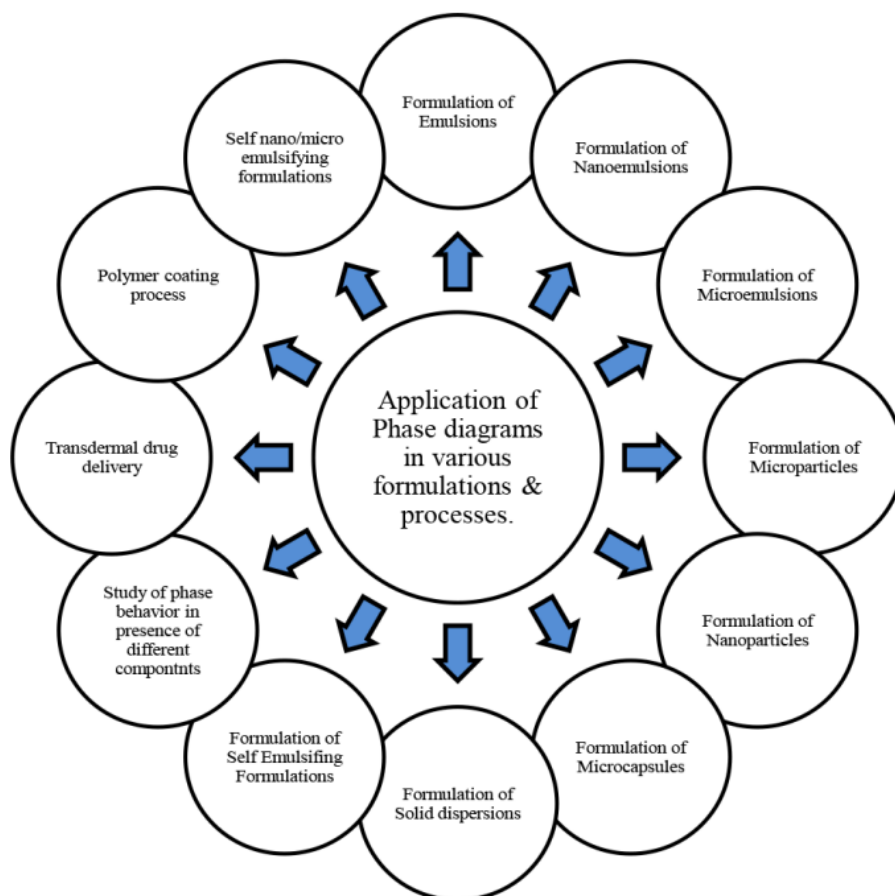 Formulation of
Emulsions
Formulation of
Nanoemulsions
Formulation of
Microemulsions
Formulation of
Microparticles
Formulation of
Nanoparticles
Formulation of
Microcapsules
Formulation of
Solid dispersions
Formulation of
Self Emulsifing
Formulations
Study of phase
behavior in
presence of
different
compontnts
Transdermal drug
delivery
Polymer coating
process
Self nano/micro
emulsifying
formulations
Application of
Phase diagrams
in various
formulations &
processes.